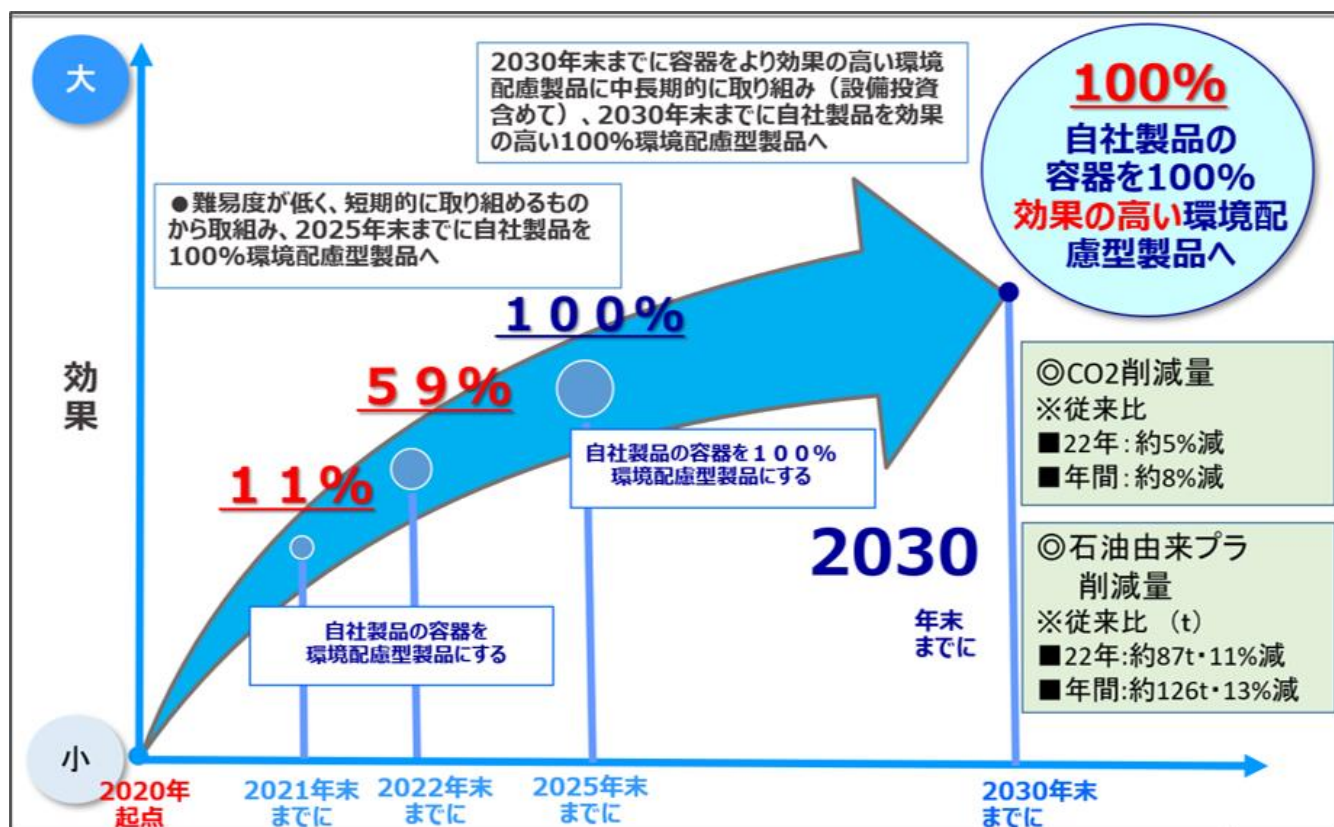 大
2030年末までに容器をより効果の高い環境
配慮製品に中長期的に取り組み（設備投資
含めて）、2030年末までに自社製品を効果
の高い100%環境配慮型製品へ
100%
自社製品の
容器を100%
効果の高い環境配
慮型製品へ
●難易度が低く、短期的に取り組めるもの
から取組み、2025年末までに自社製品を
100%環境配慮型製品へ
１００%
５９%
１１%
効
果
自社製品の容器を１００%
環境配慮型製品にする
自社製品の容器を
環境配慮型製品にする
2030
年末
までに
◎CO2削減量
※従来比
■22年：約5%減
■年間：約8%減
◎石油由来プラ
削減量
※従来比 （t）
■22年:約87t・11%減
■年間:約126t・13%減
小
2020年
起点
2021年末
までに
2022年末
までに
2025年末
までに
2030年末
までに